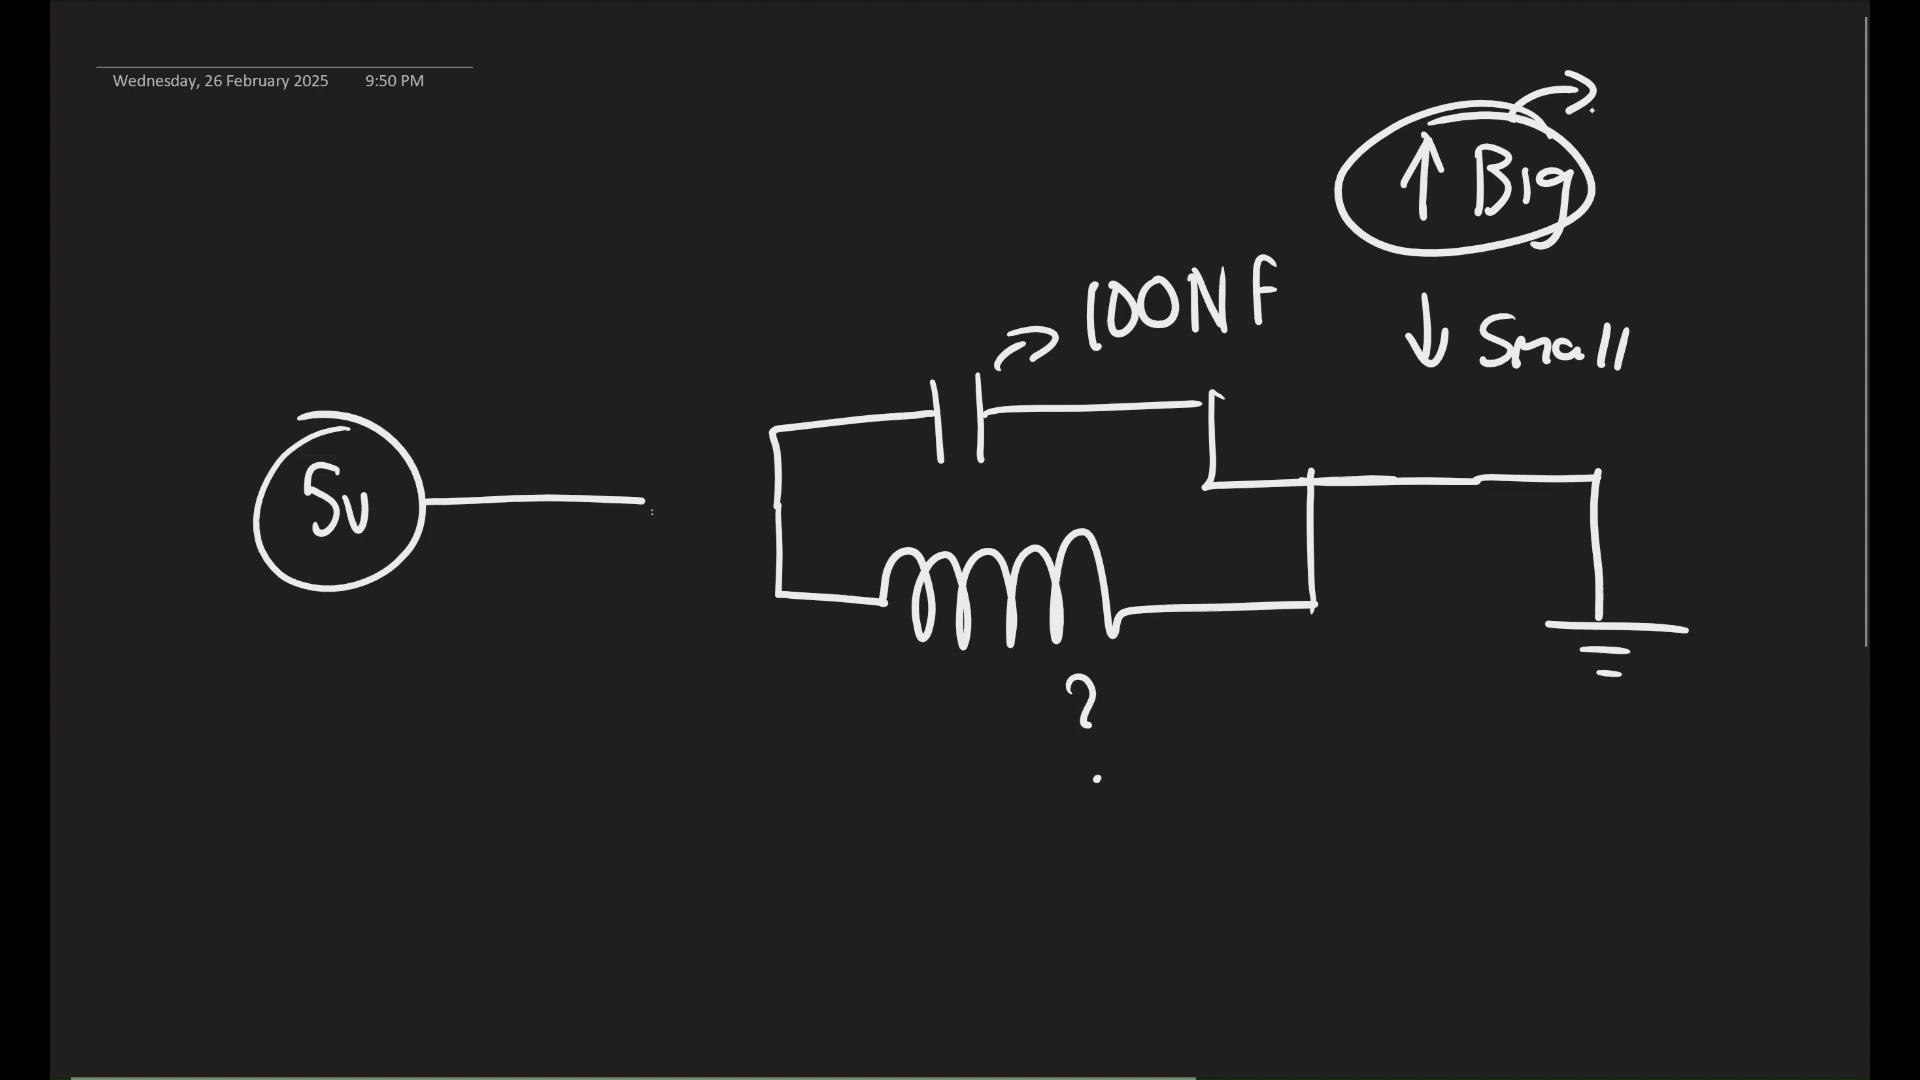 Wednesday, 26 February 2025 9:50 PM
↑ Big
100NF
↓ Small
5v
?